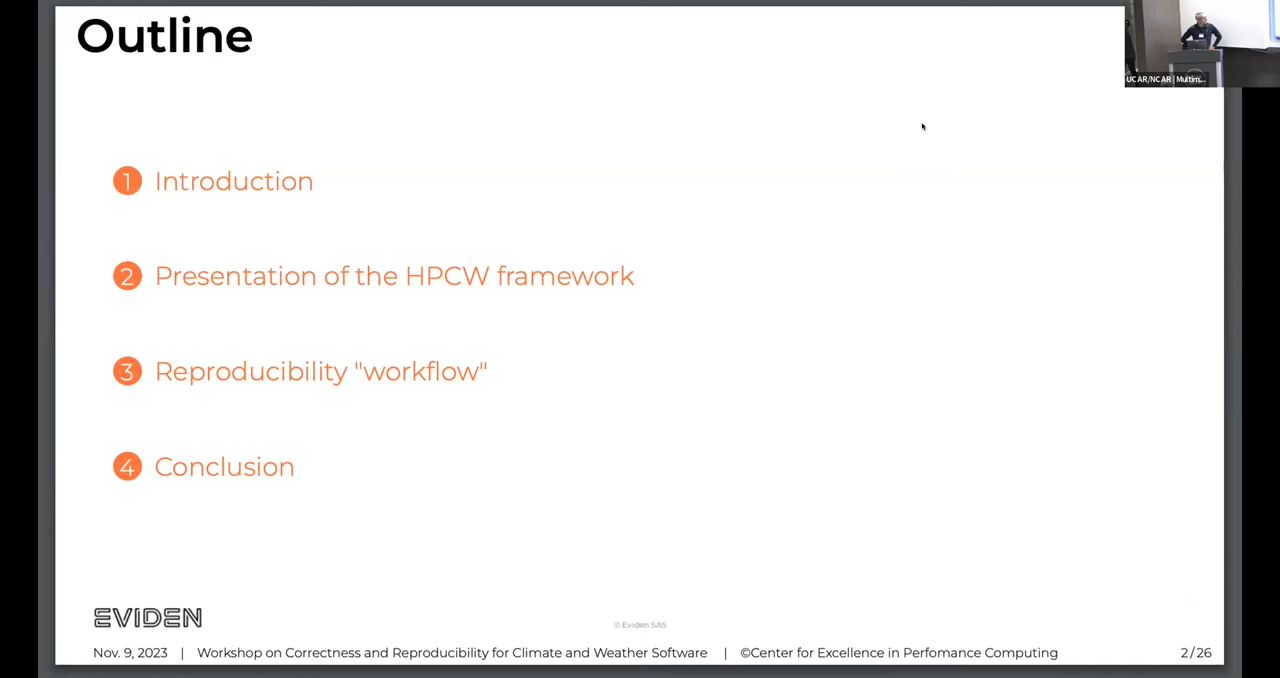 Outline
UCAR/NCAR | Multim...
1 Introduction
2 Presentation of the HPCW framework
3 Reproducibility "workflow"
4 Conclusion
EVIDEN
© Eviden SAS
Nov. 9, 2023 | Workshop on Correctness and Reproducibility for Climate and Weather Software | ©Center for Excellence in Perfomance Computing 2/26